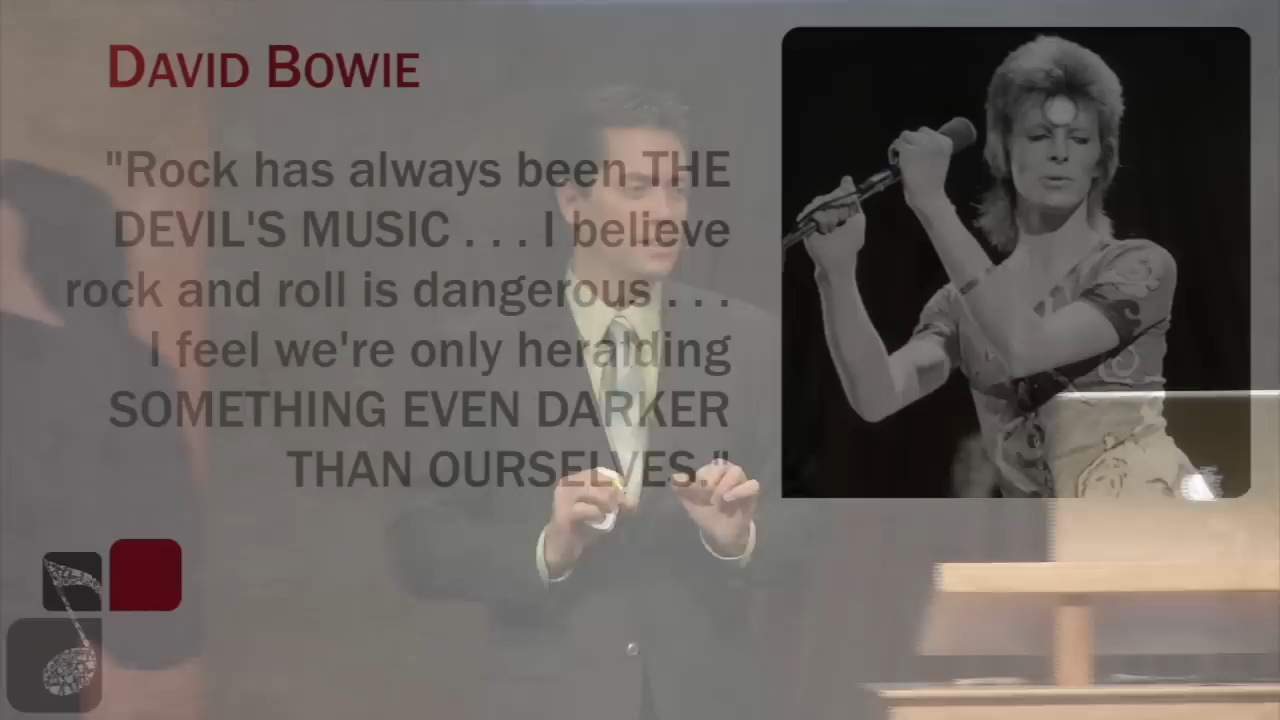 DAVID BOWIE
"Rock has always been THE
DEVIL'S MUSIC . . . I believe
rock and roll is dangerous . . .
I feel we're only heralding
SOMETHING EVEN DARKER
THAN OURSELVES."